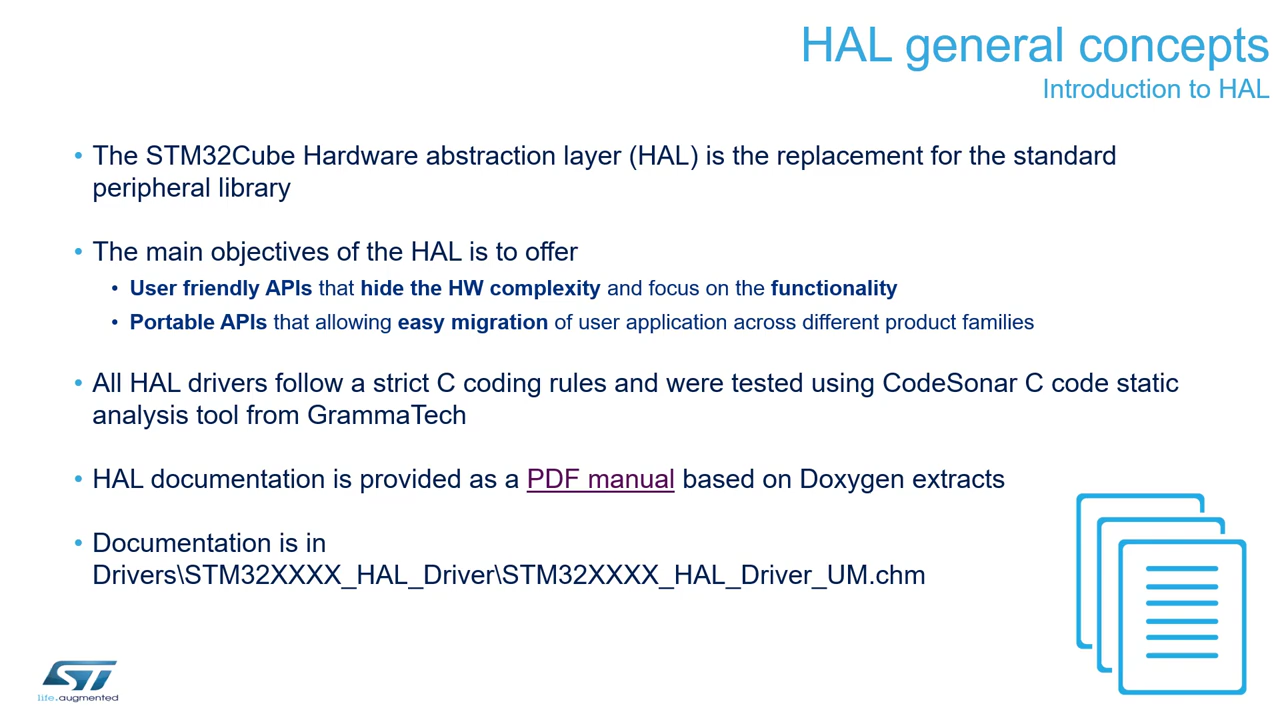 HAL general concepts
Introduction to HAL
• The STM32Cube Hardware abstraction layer (HAL) is the replacement for the standard
peripheral library
• The main objectives of the HAL is to offer
• User friendly APIs that hide the HW complexity and focus on the functionality
• Portable APIs that allowing easy migration of user application across different product families
• All HAL drivers follow a strict C coding rules and were tested using CodeSonar C code static
analysis tool from GrammaTech
• HAL documentation is provided as a PDF manual based on Doxygen extracts
• Documentation is in
Drivers\STM32XXXX_HAL_Driver\STM32XXXX_HAL_Driver_UM.chm
ST
life.augmented